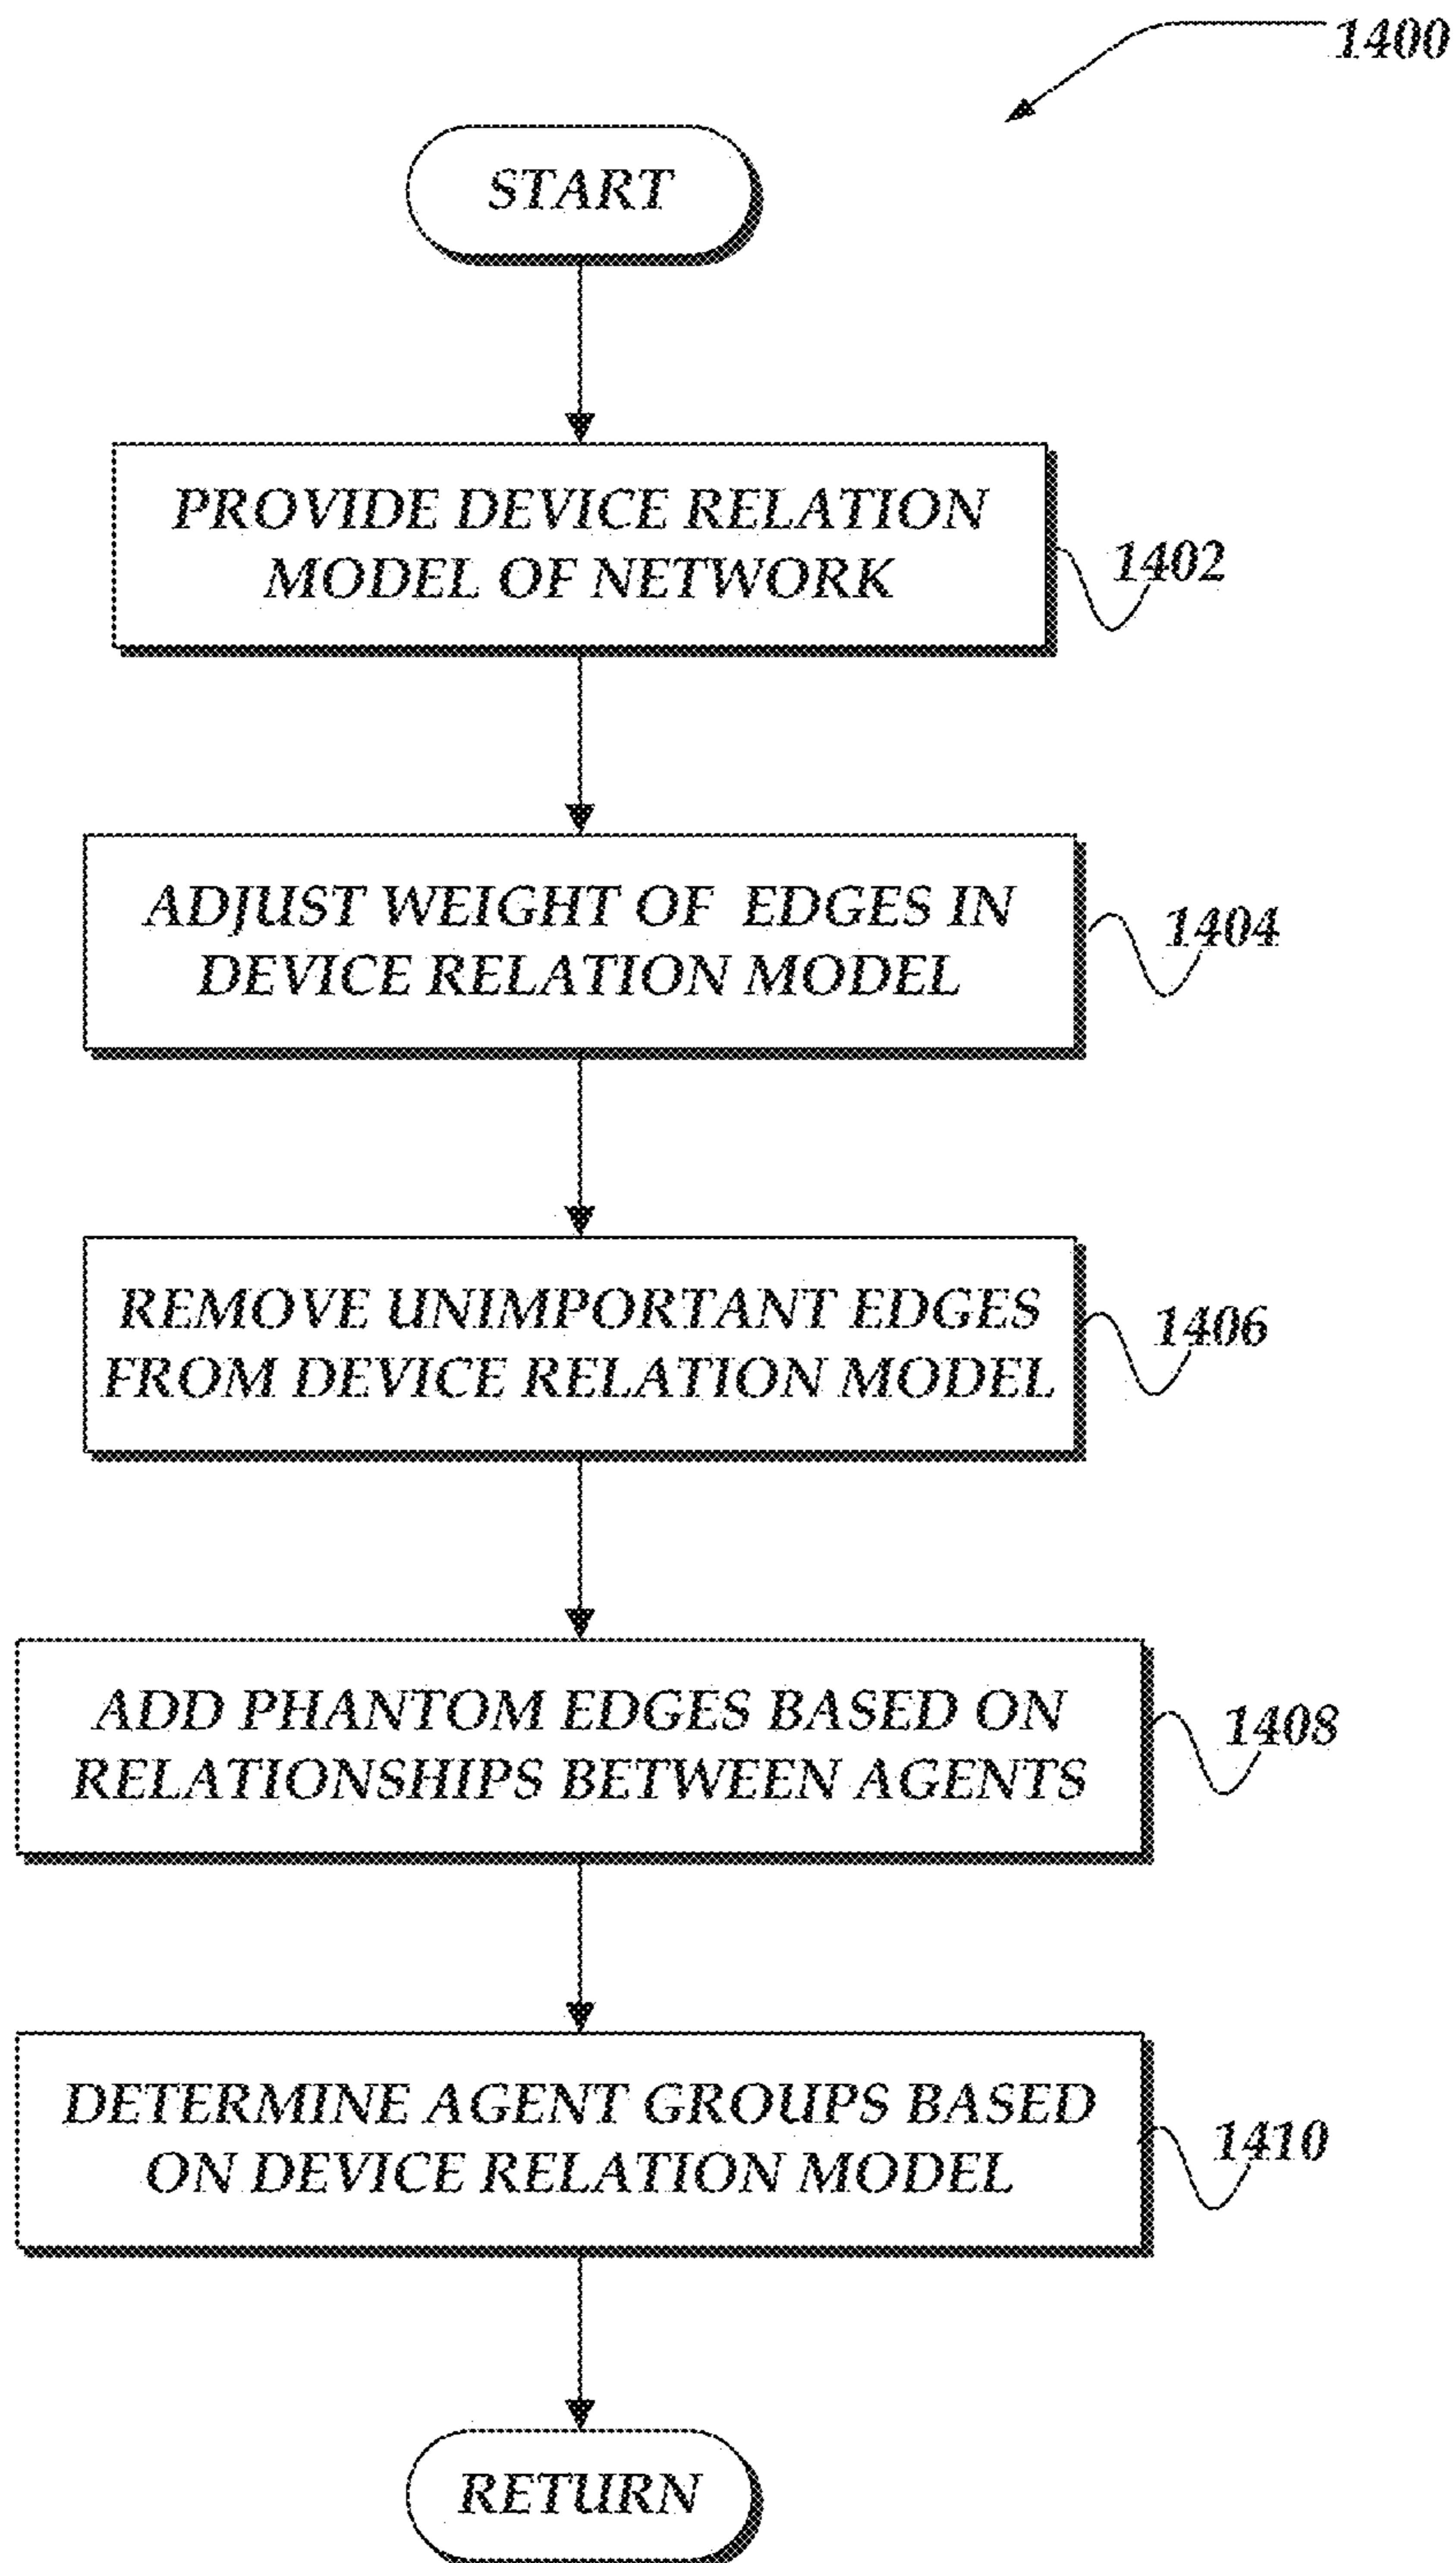 1400
START
PROVIDE DEVICE RELATION
MODEL OF NETWORK
1402
ADJUST WEIGHT OF EDGES IN
DEVICE RELATION MODEL
1404
REMOVE UNIMPORTANT EDGES
FROM DEVICE RELATION MODEL
1406
ADD PHANTOM EDGES BASED ON
RELATIONSHIPS BETWEEN AGENTS
1408
DETERMINE AGENT GROUPS BASED
ON DEVICE RELATION MODEL
1410
RETURN